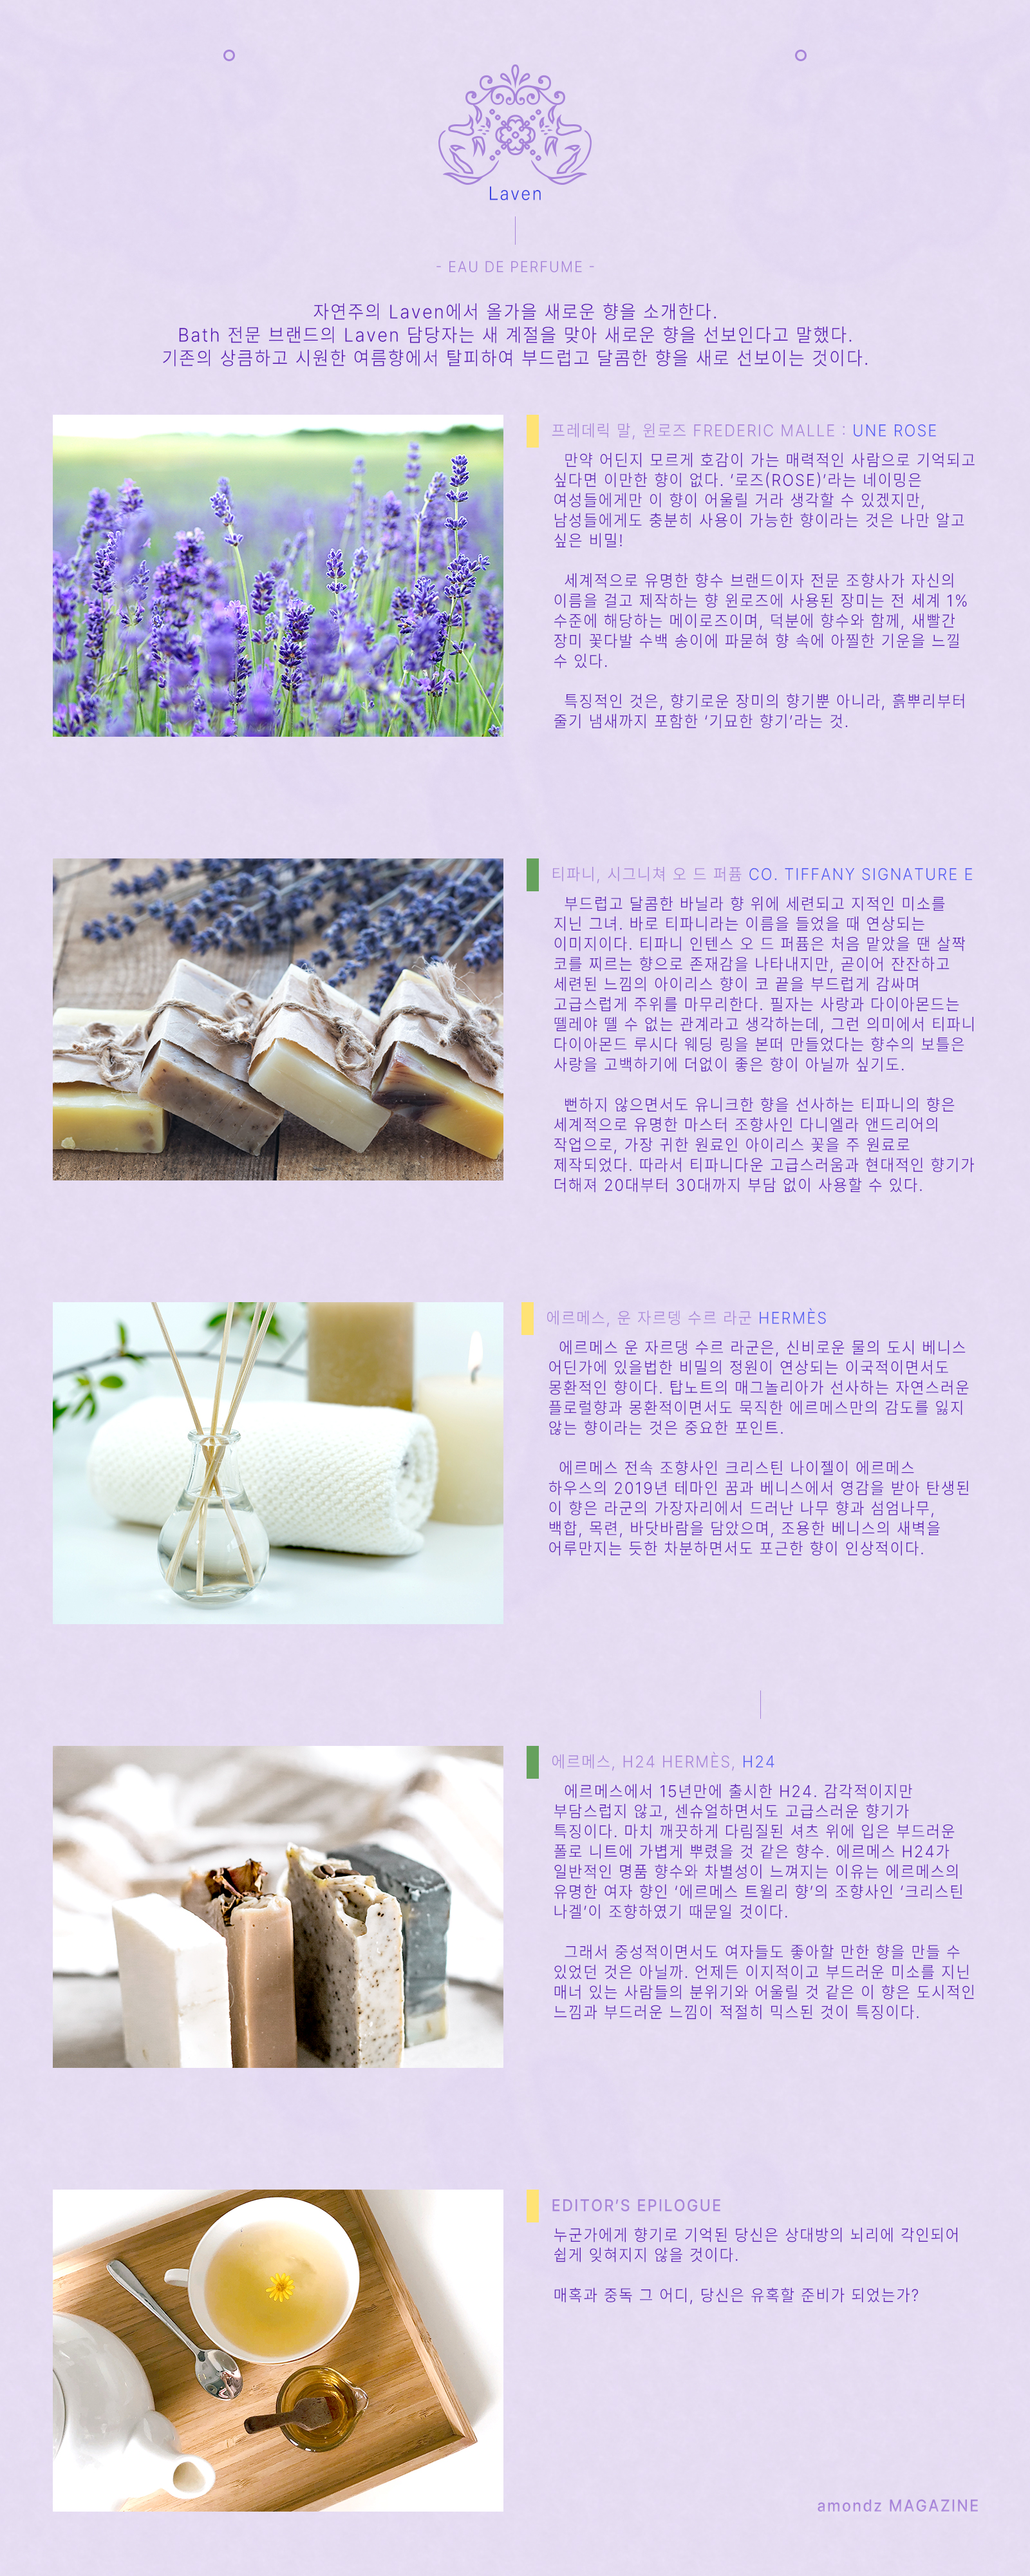 Laven
- EAU DE PERFUME -
자연주의 Laven에서 올가을 새로운 향을 소개한다.
Bath 전문 브랜드의 Laven 담당자는 새 계절을 맞아 새로운 향을 선보인다고 말했다.
기존의 상큼하고 시원한 여름향에서 탈피하여 부드럽고 달콤한 향을 새로 선보이는 것이다.
프레데릭 말, 윈로즈 FREDERIC MALLE : UNE ROSE
만약 어딘지 모르게 호감이 가는 매력적인 사람으로 기억되고
싶다면 이만한 향이 없다. ‘로즈(ROSE)’라는 네이밍은
여성들에게만 이 향이 어울릴 거라 생각할 수 있겠지만,
남성들에게도 충분히 사용이 가능한 향이라는 것은 나만 알고
싶은 비밀!
세계적으로 유명한 향수 브랜드이자 전문 조향사가 자신의
이름을 걸고 제작하는 향 윈로즈에 사용된 장미는 전 세계 1%
수준에 해당하는 메이로즈이며, 덕분에 향수와 함께, 새빨간
장미 꽃다발 수백 송이에 파묻혀 향 속에 아찔한 기운을 느낄
수 있다.
특징적인 것은, 향기로운 장미의 향기뿐 아니라, 흙뿌리부터
줄기 냄새까지 포함한 ‘기묘한 향기’라는 것.
티파니, 시그니쳐 오 드 퍼퓸 CO. TIFFANY SIGNATURE E
부드럽고 달콤한 바닐라 향 위에 세련되고 지적인 미소를
지닌 그녀. 바로 티파니라는 이름을 들었을 때 연상되는
이미지이다. 티파니 인텐스 오 드 퍼퓸은 처음 맡았을 땐 살짝
코를 찌르는 향으로 존재감을 나타내지만, 곧이어 잔잔하고
세련된 느낌의 아이리스 향이 코 끝을 부드럽게 감싸며
고급스럽게 주위를 마무리한다. 필자는 사랑과 다이아몬드는
뗄레야 뗄 수 없는 관계라고 생각하는데, 그런 의미에서 티파니
다이아몬드 루시다 웨딩 링을 본떠 만들었다는 향수의 보틀은
사랑을 고백하기에 더없이 좋은 향이 아닐까 싶기도.
뻔하지 않으면서도 유니크한 향을 선사하는 티파니의 향은
세계적으로 유명한 마스터 조향사인 다니엘라 앤드리어의
작업으로, 가장 귀한 원료인 아이리스 꽃을 주 원료로
제작되었다. 따라서 티파니다운 고급스러움과 현대적인 향기가
더해져 20대부터 30대까지 부담 없이 사용할 수 있다.
에르메스, 운 자르뎅 수르 라군 HERMÈS
에르메스 운 자르댕 수르 라군은, 신비로운 물의 도시 베니스
어딘가에 있을법한 비밀의 정원이 연상되는 이국적이면서도
몽환적인 향이다. 탑노트의 매그놀리아가 선사하는 자연스러운
플로럴향과 몽환적이면서도 묵직한 에르메스만의 감도를 잃지
않는 향이라는 것은 중요한 포인트.
에르메스 전속 조향사인 크리스틴 나이젤이 에르메스
하우스의 2019년 테마인 꿈과 베니스에서 영감을 받아 탄생된
이 향은 라군의 가장자리에서 드러난 나무 향과 섬엄나무,
백합, 목련, 바닷바람을 담았으며, 조용한 베니스의 새벽을
어루만지는 듯한 차분하면서도 포근한 향이 인상적이다.
에르메스, H24 HERMÈS, H24
에르메스에서 15년만에 출시한 H24. 감각적이지만
부담스럽지 않고, 센슈얼하면서도 고급스러운 향기가
특징이다. 마치 깨끗하게 다림질된 셔츠 위에 입은 부드러운
폴로 니트에 가볍게 뿌렸을 것 같은 향수. 에르메스 H24가
일반적인 명품 향수와 차별성이 느껴지는 이유는 에르메스의
유명한 여자 향인 ‘에르메스 트윌리 향’의 조향사인 ‘크리스틴
나겔’이 조향하였기 때문일 것이다.
그래서 중성적이면서도 여자들도 좋아할 만한 향을 만들 수
있었던 것은 아닐까. 언제든 이지적이고 부드러운 미소를 지닌
매너 있는 사람들의 분위기와 어울릴 것 같은 이 향은 도시적인
느낌과 부드러운 느낌이 적절히 믹스된 것이 특징이다.
EDITOR’S EPILOGUE
누군가에게 향기로 기억된 당신은 상대방의 뇌리에 각인되어
쉽게 잊혀지지 않을 것이다.
매혹과 중독 그 어디, 당신은 유혹할 준비가 되었는가?
amondz MAGAZINE